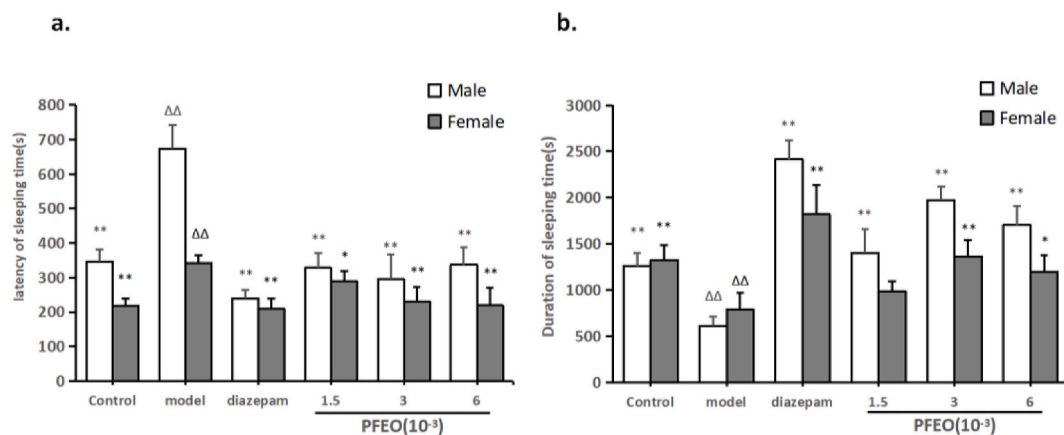 a.
Male
Female
latency of sleeping time(s)
800
700
600
500
400
300
200
100
0
ΔΔ
ΔΔ
**
**
**
**
**
*
**
**
**
**
Control
model
diazepam
1.5
3
6
PFEO(10⁻³)
b.
Male
Female
Duration of sleeping time(s)
3000
2500
2000
1500
1000
500
0
**
**
ΔΔ
ΔΔ
**
**
**
**
**
**
*
Control
model
diazepam
1.5
3
6
PFEO(10⁻³)